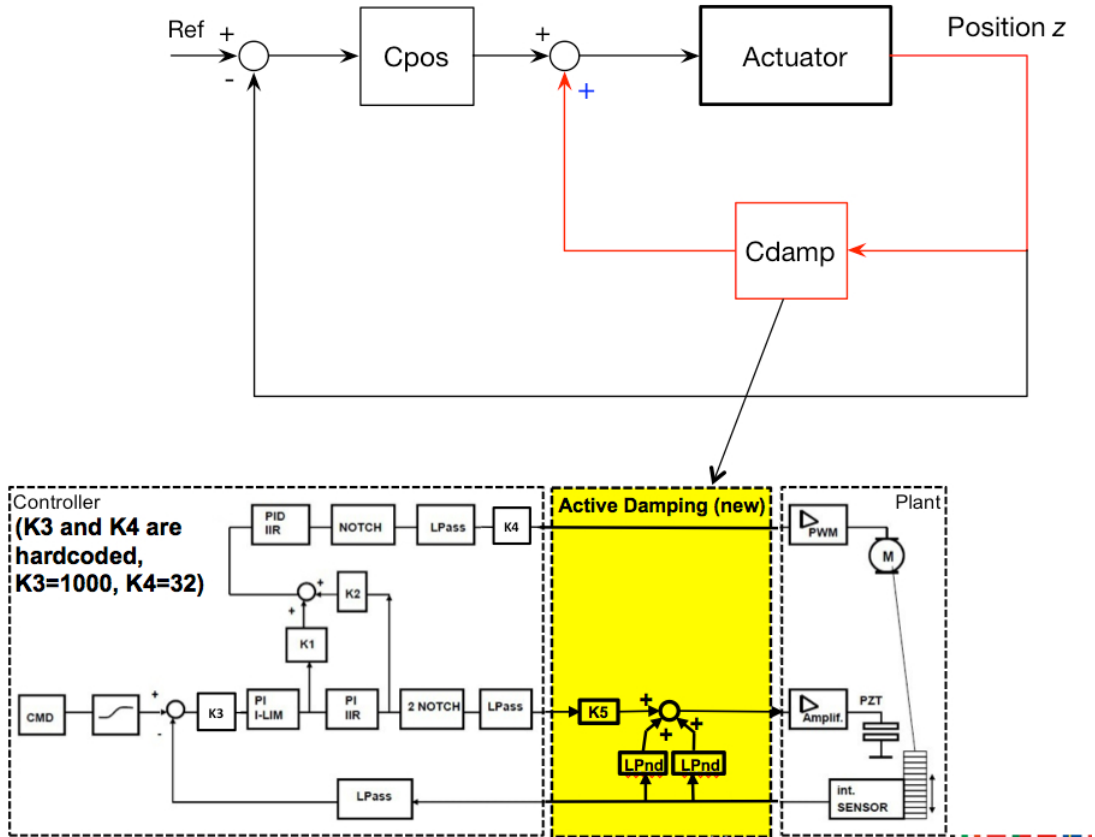 Ref +
-
Cpos
+
+
Actuator
Position z
Cdamp
Controller
(K3 and K4 are
hardcoded,
K3=1000, K4=32)
PID
IIR
NOTCH
LPass
K4
K2
+
+
K1
CMD
+
-
K3
PI
I-LIM
PI
IIR
2 NOTCH
LPass
LPass
Active Damping (new)
K5
+
+
+
LPnd
LPnd
Plant
PWM
M
Amplif.
PZT
int.
SENSOR